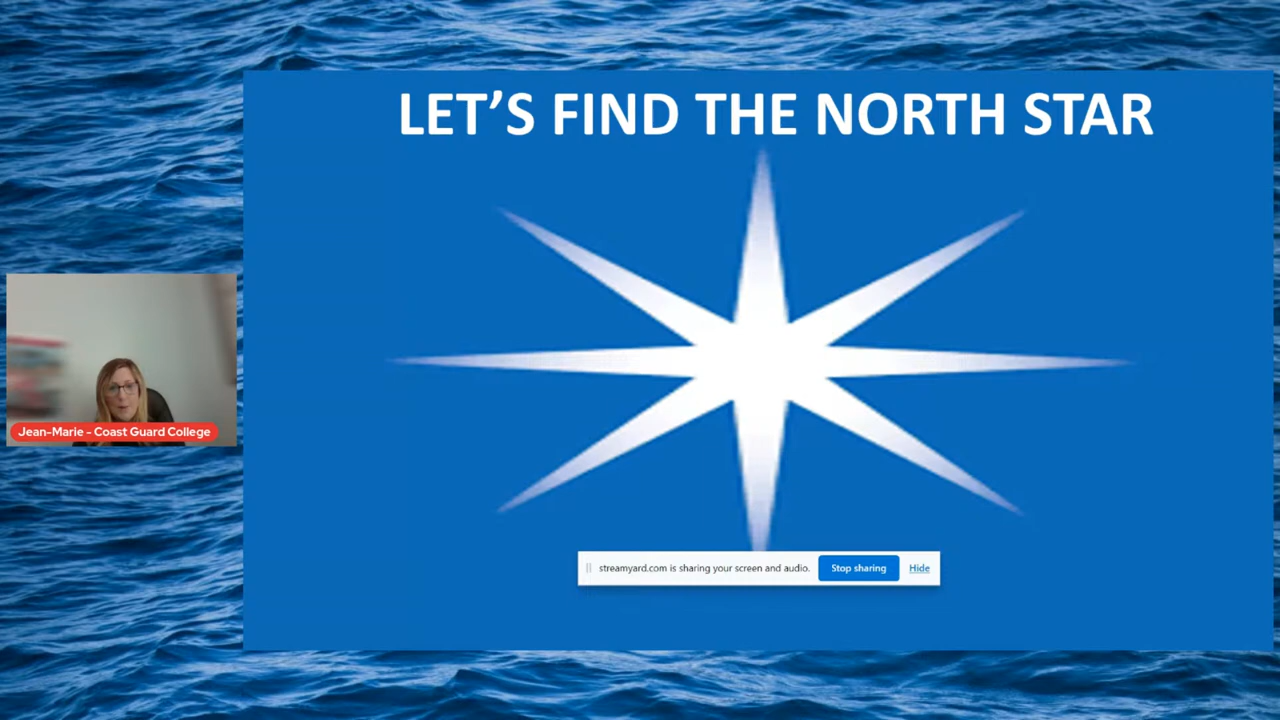 LET’S FIND THE NORTH STAR
Jean-Marie - Coast Guard College
streamyard.com is sharing your screen and audio.
Stop sharing
Hide